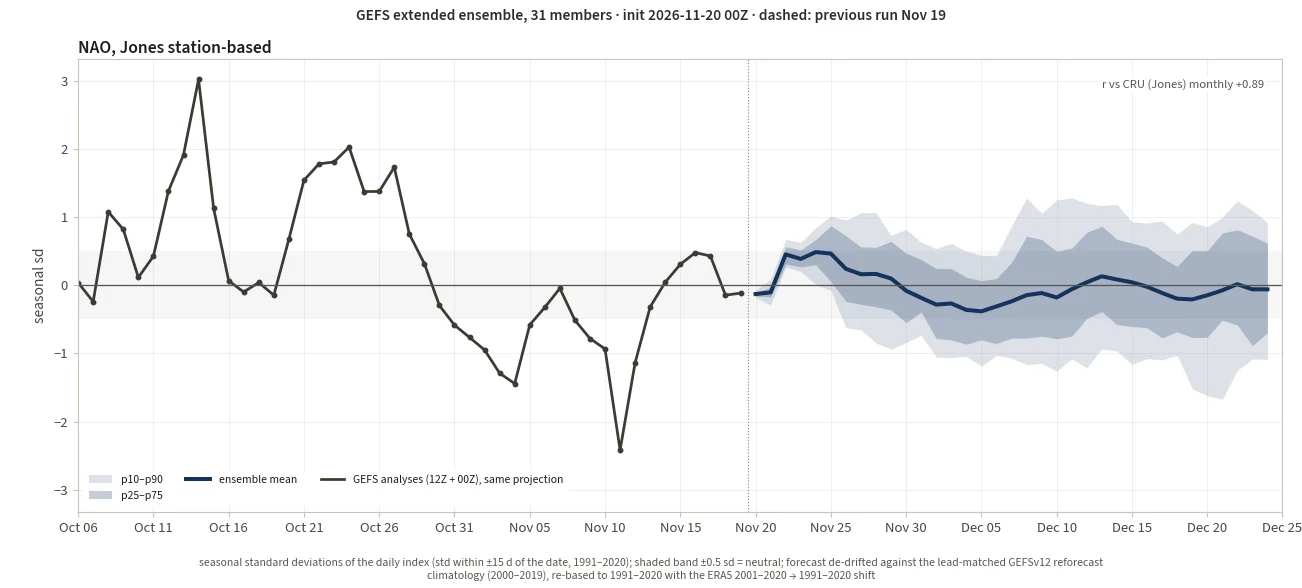 GEFS extended ensemble, 31 members · init 2026-11-20 00Z · dashed: previous run Nov 19
NAO, Jones station-based
r vs CRU (Jones) monthly +0.89
seasonal sd
3
2
1
0
−1
−2
−3
p10–p90
p25–p75
ensemble mean
GEFS analyses (12Z + 00Z), same projection
Oct 06
Oct 11
Oct 16
Oct 21
Oct 26
Oct 31
Nov 05
Nov 10
Nov 15
Nov 20
Nov 25
Nov 30
Dec 05
Dec 10
Dec 15
Dec 20
Dec 25
seasonal standard deviations of the daily index (std within ±15 d of the date, 1991–2020); shaded band ±0.5 sd = neutral; forecast de-drifted against the lead-matched GEFSv12 reforecast
climatology (2000–2019), re-based to 1991–2020 with the ERA5 2001–2020 → 1991–2020 shift